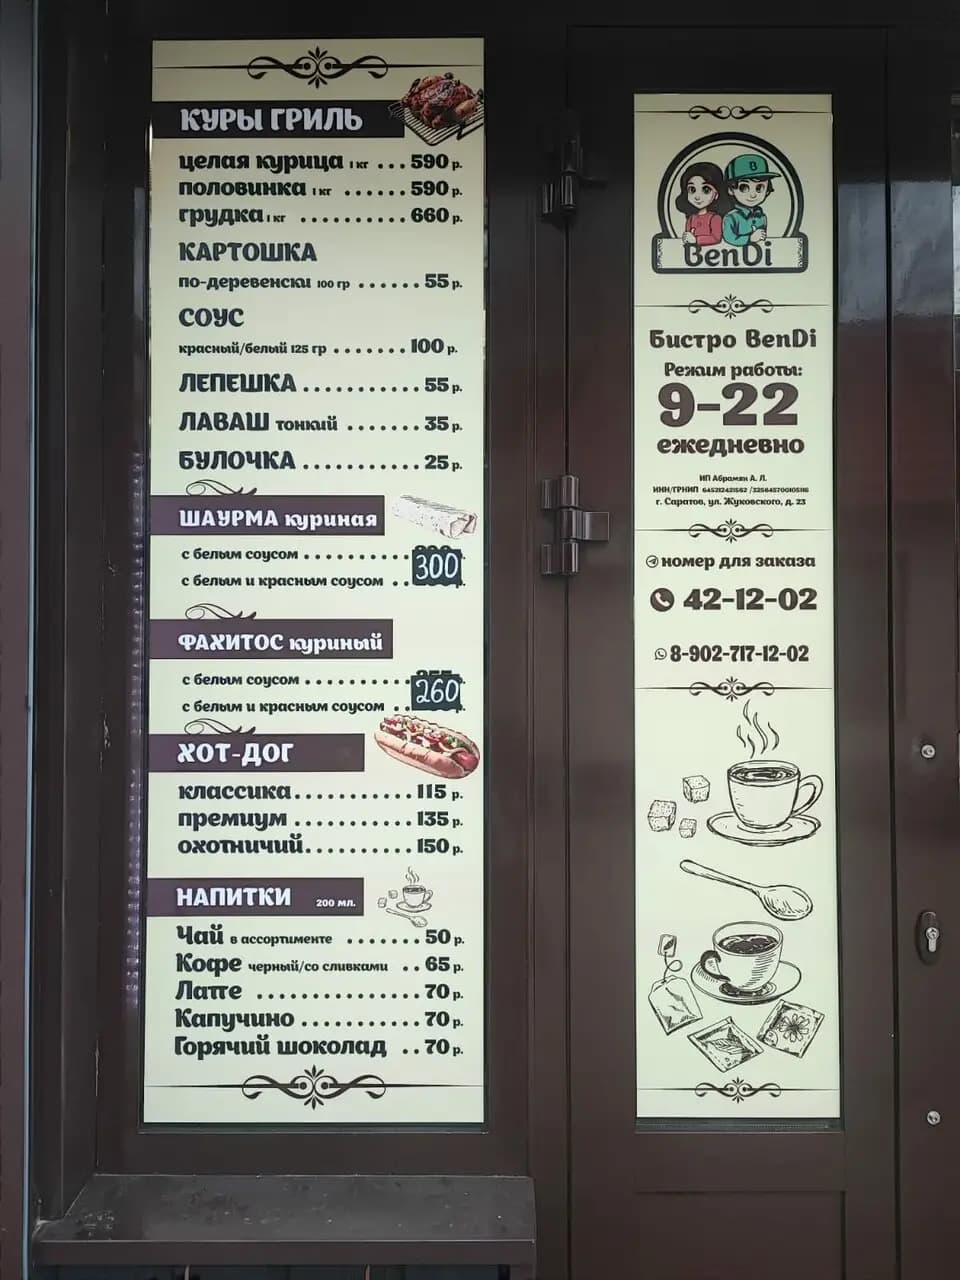 КУРЫ ГРИЛЬ
целая курица 1 кг ... 590 р.
половинка 1 кг ...... 590 р.
грудка 1 кг .......... 660 р.
КАРТОШКА
по-деревенски 100 гр ...... 55 р.
СОУС
красный/белый 125 гр ....... 100 р.
ЛЕПЕШКА ........... 55 р.
ЛАВАШ тонкий ....... 35 р.
БУЛОЧКА ........... 25 р.
ШАУРМА куриная
с белым соусом
с белым и красным соусом
300
ФАХИТОС куриный
с белым соусом
с белым и красным соусом
260
ХОТ-ДОГ
классика ........... 115 р.
премиум ........... 135 р.
охотничий .......... 150 р.
НАПИТКИ 200 мл.
Чай в ассортименте ....... 50 р.
Кофе черный/со сливками .. 65 р.
Латте ............... 70 р.
Капучино ........... 70 р.
Горячий шоколад .. 70 р.
B
BenDi
Бистро BenDi
Режим работы:
9-22
ежедневно
ИП Абрамян А. Л.
ИНН/ГРНИП
г. Саратов, ул. Жуковского, д. 23
номер для заказа
42-12-02
8-902-717-12-02